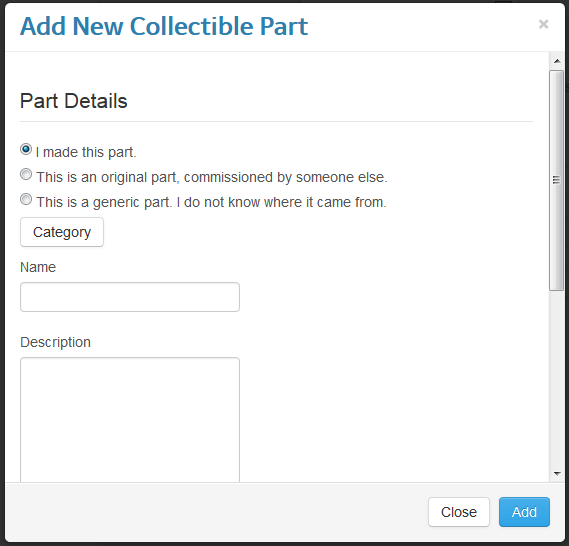 Add New Collectible Part
×
Part Details
I made this part.
This is an original part, commissioned by someone else.
This is a generic part. I do not know where it came from.
Category
Name
Description
Close
Add